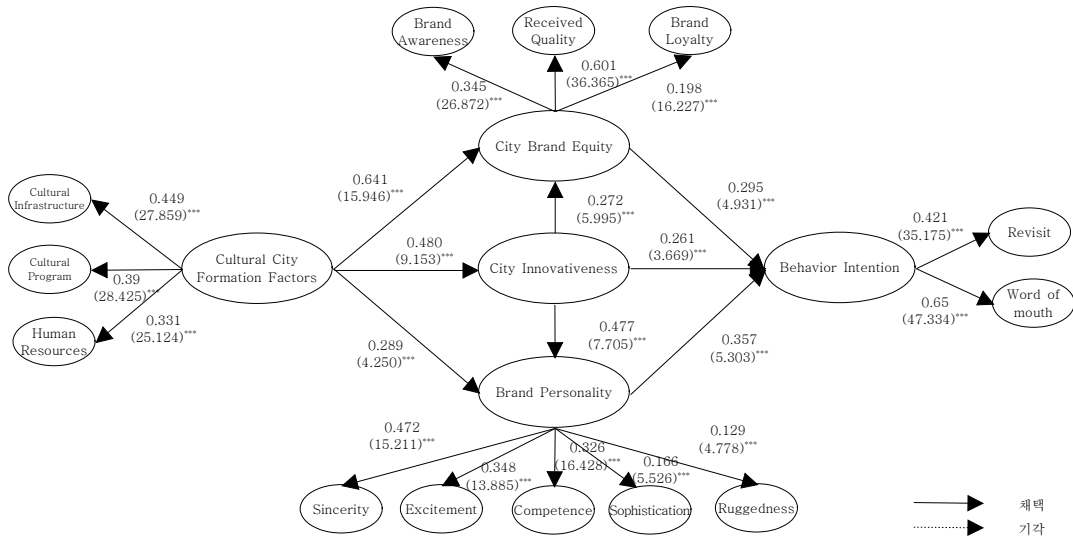 Brand
Awareness
Received
Quality
Brand
Loyalty
0.345
(26.872)***
0.601
(36.365)***
0.198
(16.227)***
City Brand Equity
Cultural
Infrastructure
0.449
(27.859)***
0.641
(15.946)***
0.272
(5.995)***
0.295
(4.931)***
0.421
(35.175)***
Revisit
Cultural
Program
0.39
(28.425)***
Cultural City
Formation Factors
0.480
(9.153)***
City Innovativeness
0.261
(3.669)***
Behavior Intention
Human
Resources
0.331
(25.124)***
0.289
(4.250)***
0.477
(7.705)***
0.357
(5.303)***
0.65
(47.334)***
Word of
mouth
Brand Personality
0.472
(15.211)***
0.348
(13.885)***
0.326
(16.428)***
0.166
(5.526)***
0.129
(4.778)***
Sincerity
Excitement
Competence
Sophistication
Ruggedness
채택
기각